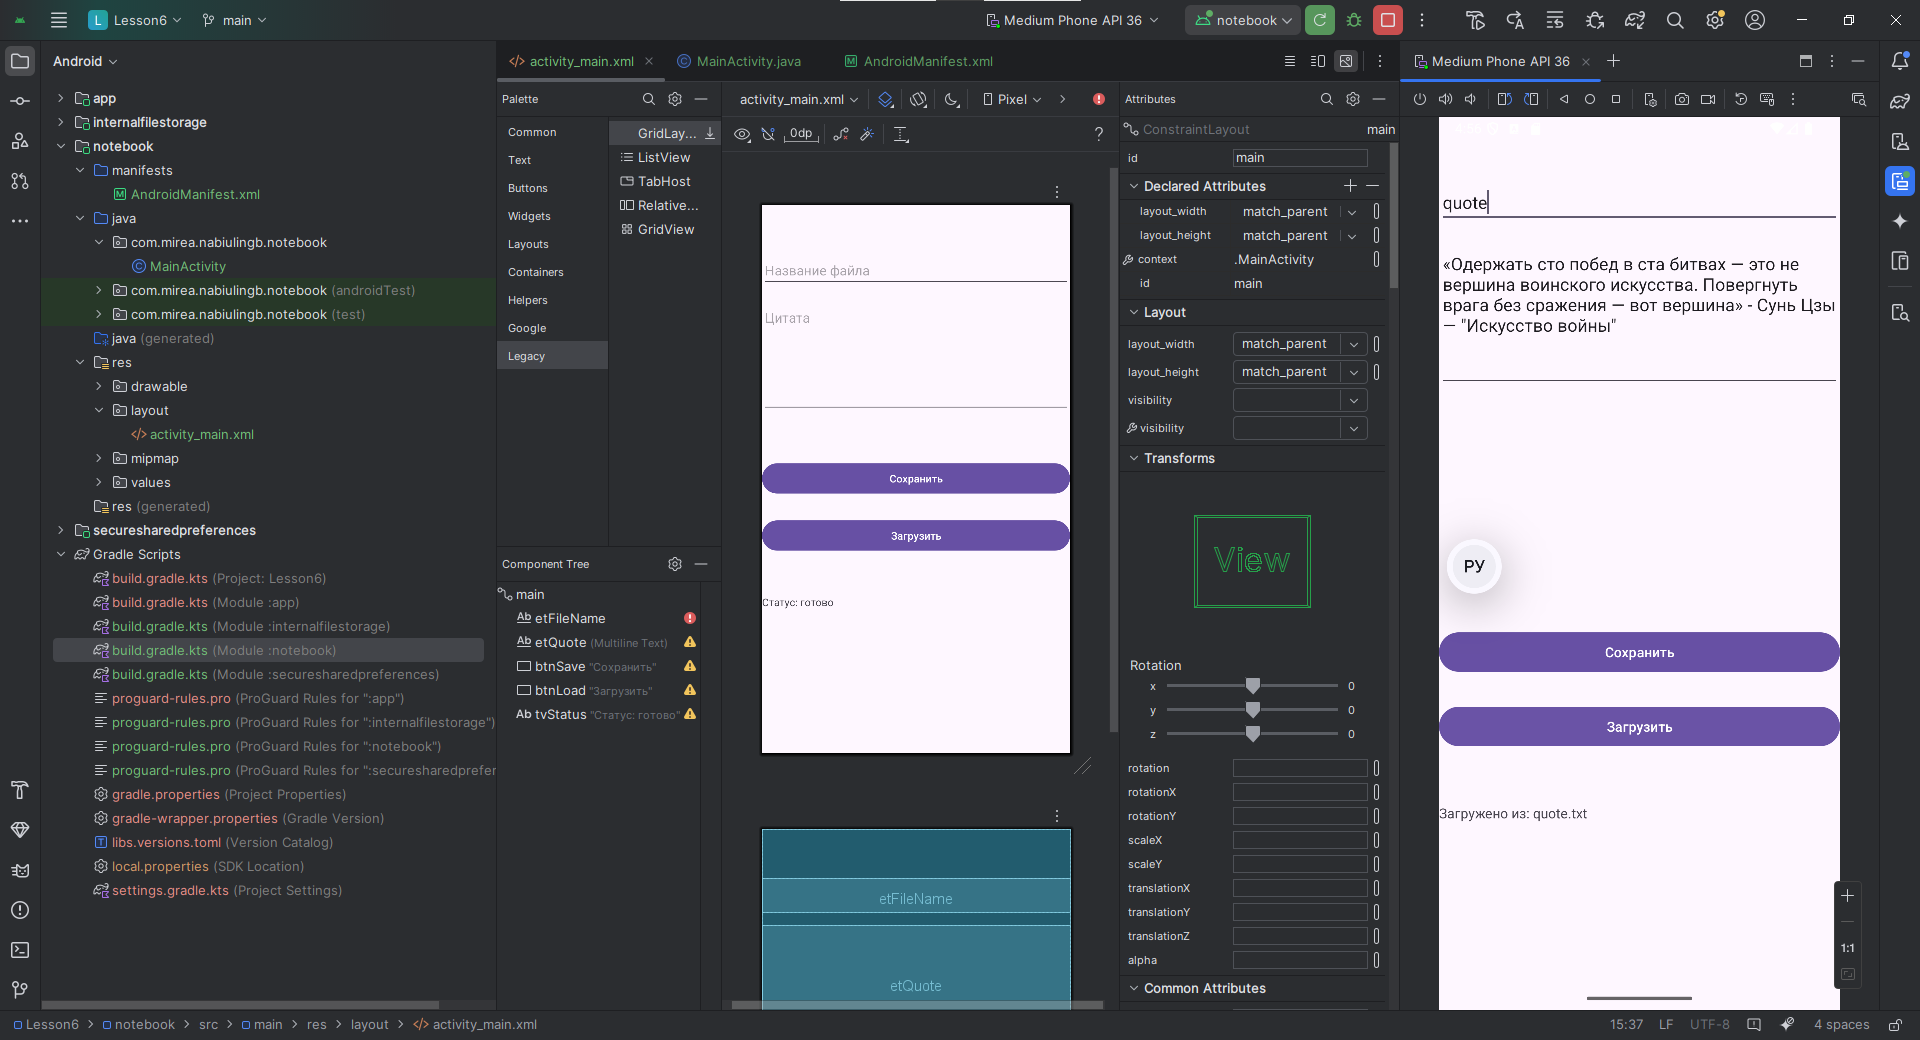 L Lesson6 main Medium Phone API 36 notebook
Android
app
internalfilestorage
notebook
manifests
AndroidManifest.xml
java
com.mirea.nabiulingb.notebook
MainActivity
com.mirea.nabiulingb.notebook (androidTest)
com.mirea.nabiulingb.notebook (test)
java (generated)
res
drawable
layout
activity_main.xml
mipmap
values
res (generated)
securesharedpreferences
Gradle Scripts
build.gradle.kts (Project: Lesson6)
build.gradle.kts (Module :app)
build.gradle.kts (Module :internalfilestorage)
build.gradle.kts (Module :notebook)
build.gradle.kts (Module :securesharedpreferences)
proguard-rules.pro (ProGuard Rules for ":app")
proguard-rules.pro (ProGuard Rules for ":internalfilestorage")
proguard-rules.pro (ProGuard Rules for ":notebook")
proguard-rules.pro (ProGuard Rules for ":securesharedprefer
gradle.properties (Project Properties)
gradle-wrapper.properties (Gradle Version)
libs.versions.toml (Version Catalog)
local.properties (SDK Location)
settings.gradle.kts (Project Settings)
activity_main.xml MainActivity.java AndroidManifest.xml
Palette
Common
Text
Buttons
Widgets
Layouts
Containers
Helpers
Google
Legacy
GridLay...
ListView
TabHost
Relative...
GridView
Component Tree
main
Ab etFileName
Ab etQuote (Multiline Text)
btnSave "Сохранить"
btnLoad "Загрузить"
Ab tvStatus "Статус: готово"
activity_main.xml Pixel
0dp ?
Название файла
Цитата
Сохранить
Загрузить
Статус: готово
etFileName
etQuote
Attributes
ConstraintLayout main
id main
Declared Attributes
layout_width match_parent
layout_height match_parent
context .MainActivity
id main
Layout
layout_width match_parent
layout_height match_parent
visibility
visibility
Transforms
View
Rotation
x 0
y 0
z 0
rotation
rotationX
rotationY
scaleX
scaleY
translationX
translationY
translationZ
alpha
Common Attributes
Medium Phone API 36
quote
«Одержать сто побед в ста битвах — это не
вершина воинского искусства. Повергнуть
врага без сражения — вот вершина» - Сунь Цзы
— "Искусство войны"
РУ
Сохранить
Загрузить
Загружено из: quote.txt
1:1
Lesson6 notebook src main res layout activity_main.xml
15:37 LF UTF-8 4 spaces